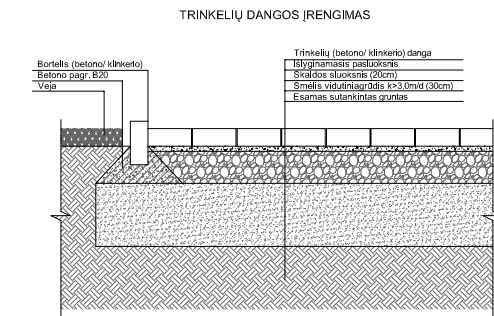 TRINKELIŲ DANGOS ĮRENGIMAS
Bortelis (betono/ klinkerio)
Betono pagr. B20
Veja
Trinkelių (betono/ klinkerio) danga
Išlyginamasis pasluoksnis
Skaldos sluoksnis (20cm)
Smėlis vidutiniagrūdis k>3,0m/d (30cm)
Esamas sutankintas gruntas